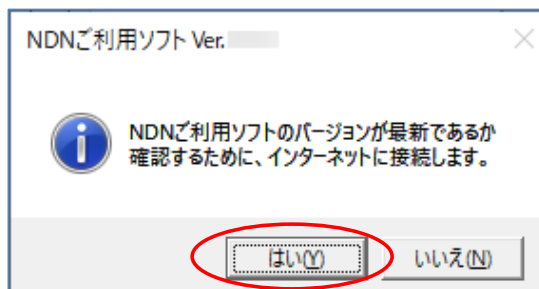 NDNご利用ソフト Ver.
NDNご利用ソフトのバージョンが最新であるか
確認するために、インターネットに接続します。
はい(Y)
いいえ(N)